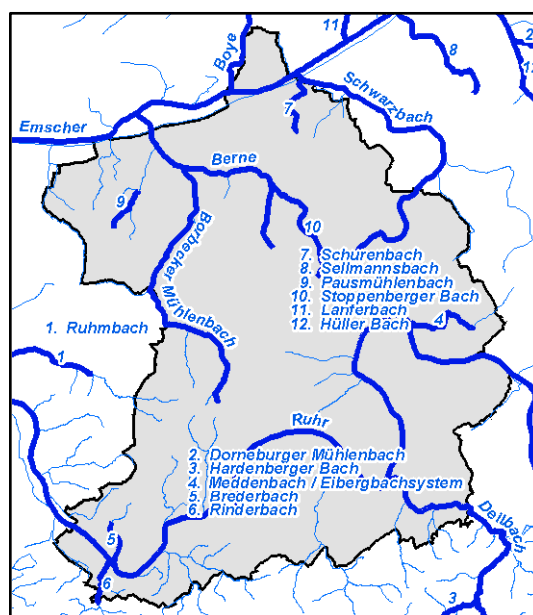 11
2
Boye
8
12
Schwarzbach
7
Emscher
Berne
9
10
Borbecker Mühlenbach
7. Schurenbach
8. Sellmannsbach
9. Pausmühlenbach
10. Stoppenberger Bach
11. Lanferbach
12. Hüller Bach
4
1. Ruhmbach
1
Ruhr
2. Dorneburger Mühlenbach
3. Hardenberger Bach
4. Meddenbach / Eibergbachsystem
5. Brederbach
6. Rinderbach
Deilbach
5
6
3